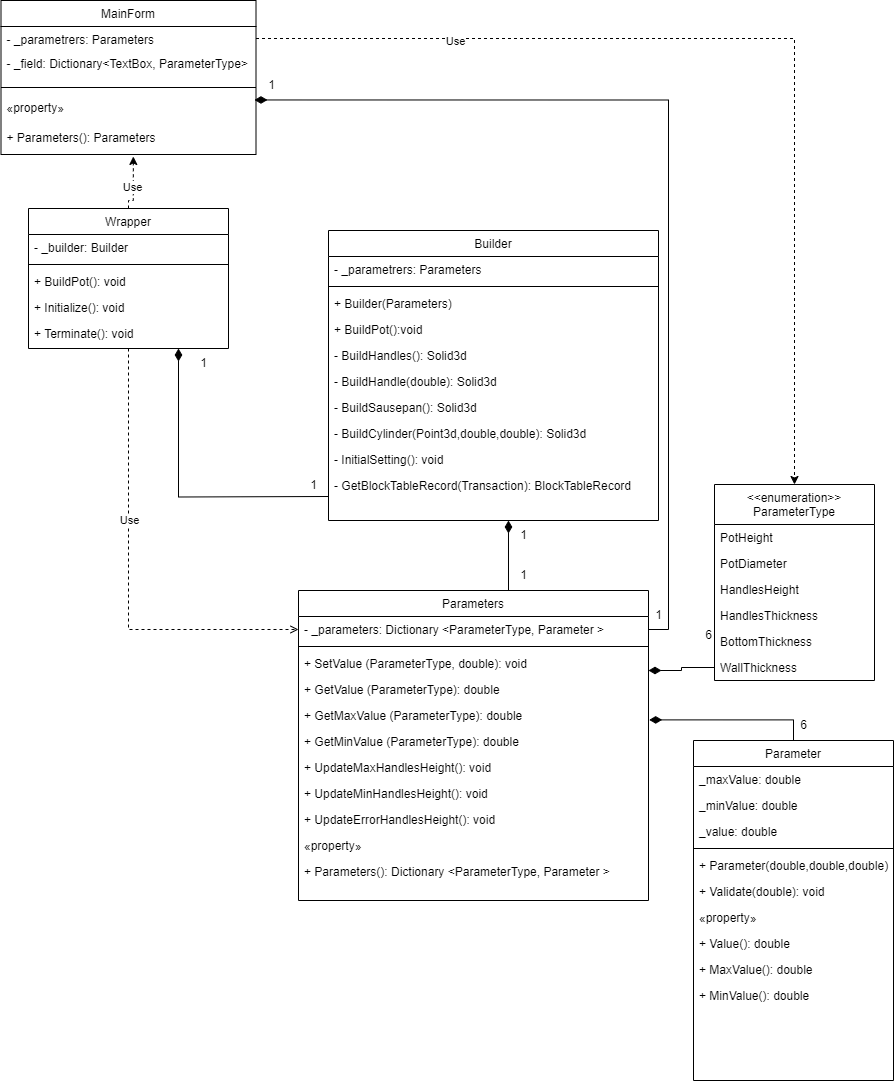 MainForm
- _parametrers: Parameters
- _field: Dictionary<TextBox, ParameterType>
«property»
+ Parameters(): Parameters
1
Use
Use
Wrapper
- _builder: Builder
+ BuildPot(): void
+ Initialize(): void
+ Terminate(): void
1
1
Use
Builder
- _parametrers: Parameters
+ Builder(Parameters)
+ BuildPot():void
- BuildHandles(): Solid3d
- BuildHandle(double): Solid3d
- BuildSausepan(): Solid3d
- BuildCylinder(Point3d,double,double): Solid3d
- InitialSetting(): void
- GetBlockTableRecord(Transaction): BlockTableRecord
1
1
<<enumeration>>
ParameterType
PotHeight
PotDiameter
HandlesHeight
HandlesThickness
BottomThickness
WallThickness
6
1
Parameters
- _parameters: Dictionary <ParameterType, Parameter >
+ SetValue (ParameterType, double): void
+ GetValue (ParameterType): double
+ GetMaxValue (ParameterType): double
+ GetMinValue (ParameterType): double
+ UpdateMaxHandlesHeight(): void
+ UpdateMinHandlesHeight(): void
+ UpdateErrorHandlesHeight(): void
«property»
+ Parameters(): Dictionary <ParameterType, Parameter >
6
Parameter
_maxValue: double
_minValue: double
_value: double
+ Parameter(double,double,double)
+ Validate(double): void
«property»
+ Value(): double
+ MaxValue(): double
+ MinValue(): double